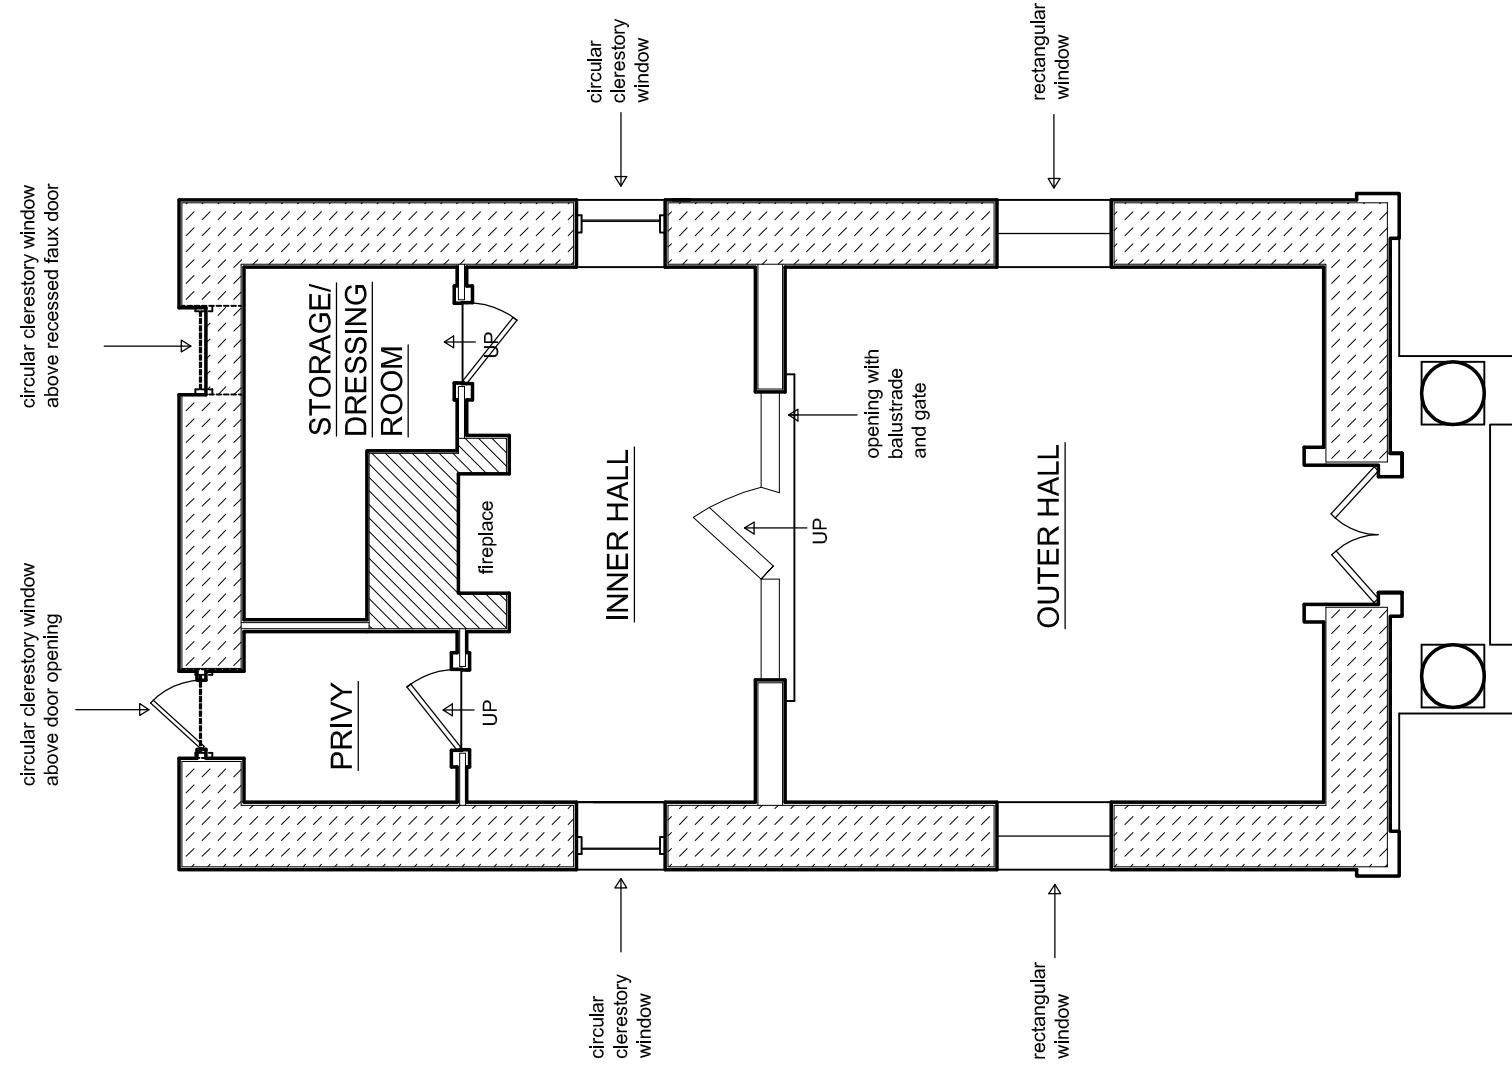 circular clerestory window
above door opening
circular clerestory window
above recessed faux door
PRIVY
STORAGE/
DRESSING
ROOM
UP
UP
fireplace
circular
clerestory
window
INNER HALL
circular
clerestory
window
UP
opening with
balustrade
and gate
rectangular
window
OUTER HALL
rectangular
window